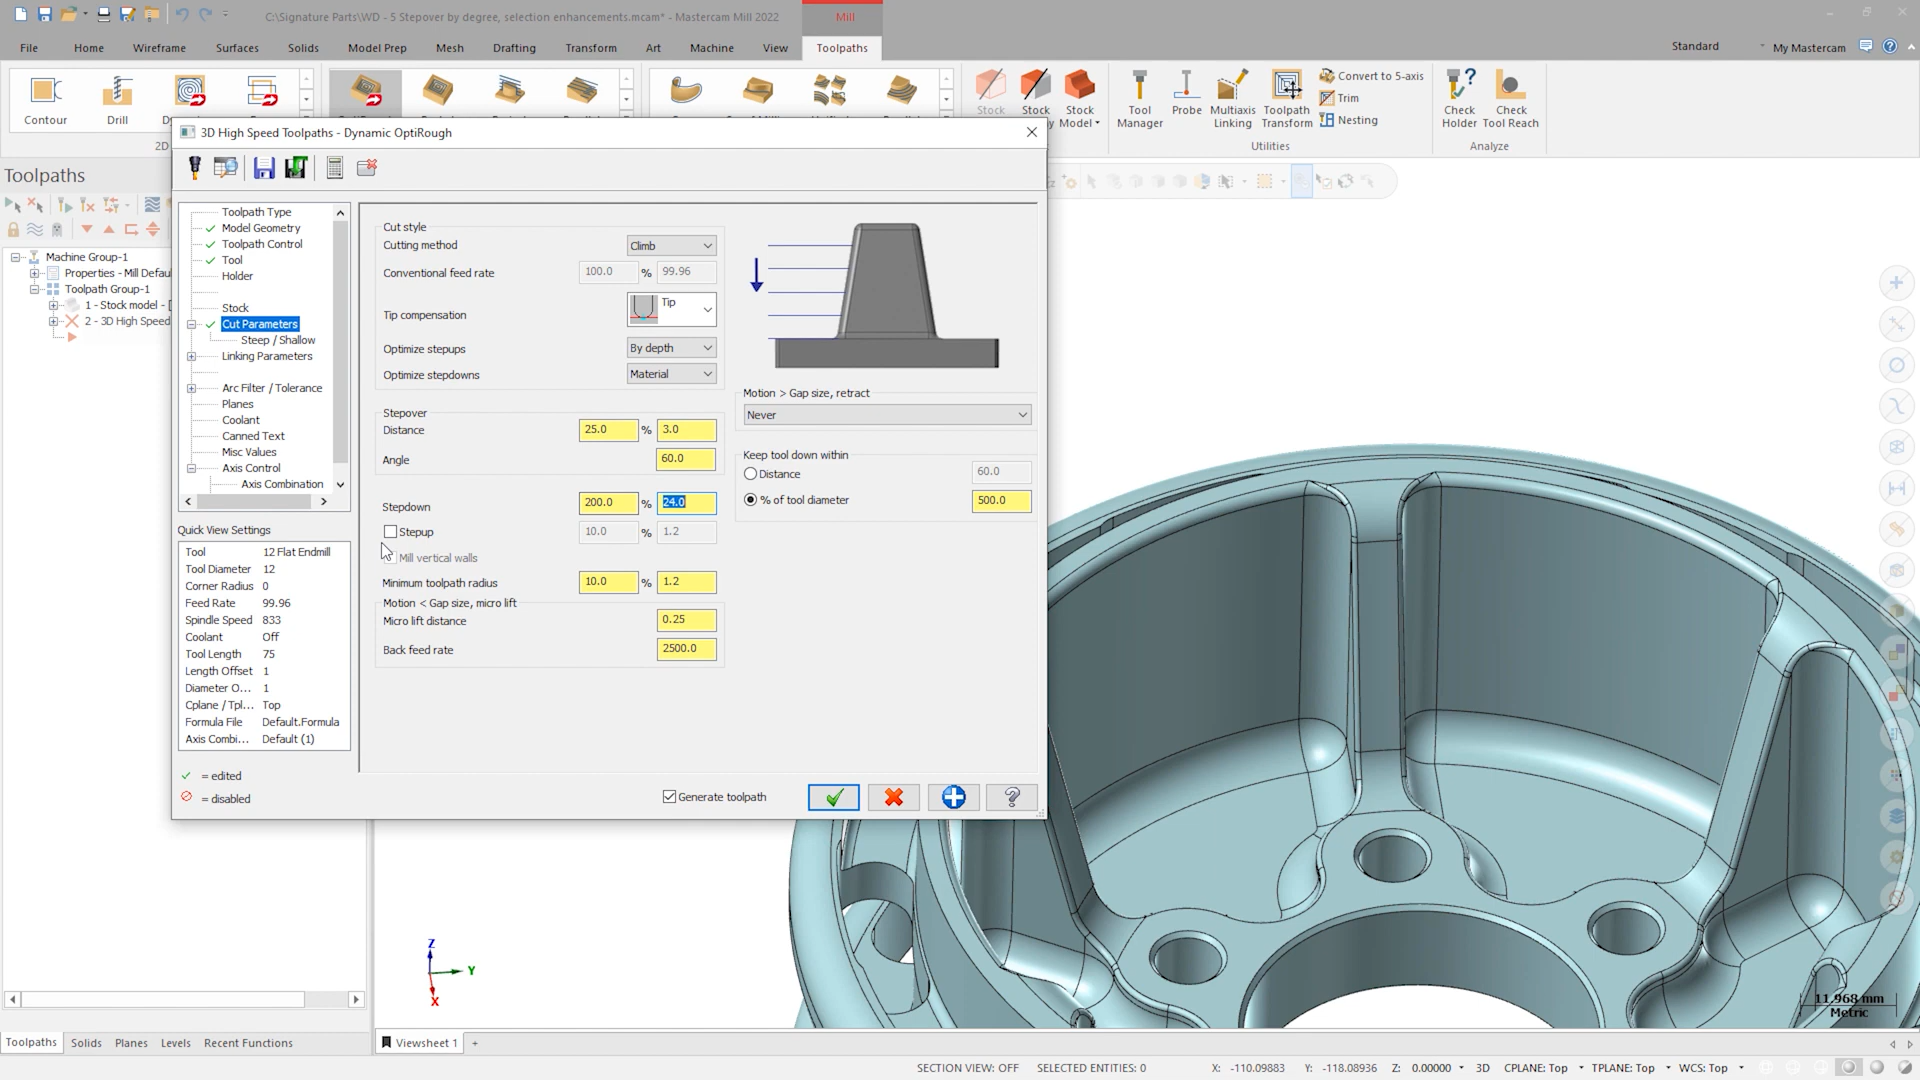 C:\Signature Parts\WD - 5 Stepover by degree, selection enhancements.mcam* - Mastercam Mill 2022
Mill
File Home Wireframe Surfaces Solids Model Prep Mesh Drafting Transform Art Machine View Toolpaths
Standard My Mastercam
Contour
Drill
Stock
Stock
Stock Model
Tool Manager
Probe
Multiaxis Linking
Toolpath Transform
Convert to 5-axis
Trim
Nesting
Check Holder
Check Tool Reach
2D
Utilities
Analyze
Toolpaths
Machine Group-1
Properties - Mill Defau
Toolpath Group-1
1 - Stock model - [
2 - 3D High Speed
3D High Speed Toolpaths - Dynamic OptiRough
Toolpath Type
Model Geometry
Toolpath Control
Tool
Holder
Stock
Cut Parameters
Steep / Shallow
Linking Parameters
Arc Filter / Tolerance
Planes
Coolant
Canned Text
Misc Values
Axis Control
Axis Combination
Quick View Settings
Tool 12 Flat Endmill
Tool Diameter 12
Corner Radius 0
Feed Rate 99.96
Spindle Speed 833
Coolant Off
Tool Length 75
Length Offset 1
Diameter O... 1
Cplane / Tpl... Top
Formula File Default.Formula
Axis Combi... Default (1)
= edited
= disabled
Cut style
Cutting method Climb
Conventional feed rate 100.0 % 99.96
Tip compensation Tip
Optimize stepups By depth
Optimize stepdowns Material
Stepover
Distance 25.0 % 3.0
Angle 60.0
Stepdown 200.0 % 24.0
Stepup 10.0 % 1.2
Mill vertical walls
Minimum toolpath radius 10.0 % 1.2
Motion < Gap size, micro lift
Micro lift distance 0.25
Back feed rate 2500.0
Motion > Gap size, retract
Never
Keep tool down within
Distance 60.0
% of tool diameter 500.0
Generate toolpath
Z
Y
X
11.968 mm
Metric
Toolpaths Solids Planes Levels Recent Functions
Viewsheet 1 +
SECTION VIEW: OFF SELECTED ENTITIES: 0 X: -110.09883 Y: -118.08936 Z: 0.00000 3D CPLANE: Top TPLANE: Top WCS: Top